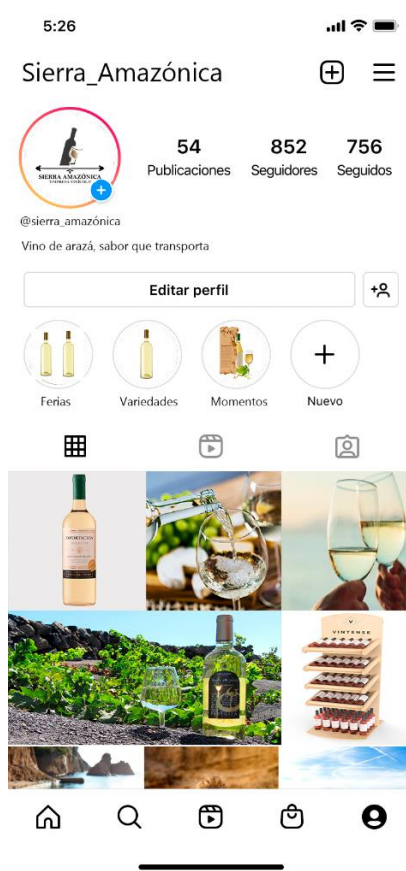 5:26
Sierra_Amazónica
SIERRA AMAZÓNICA
54 852 756
Publicaciones Seguidores Seguidos
@sierra_amazónica
Vino de arazá, sabor que transporta
Editar perfil
Ferias Variedades Momentos Nuevo
EXPORTACION
VINTENSE